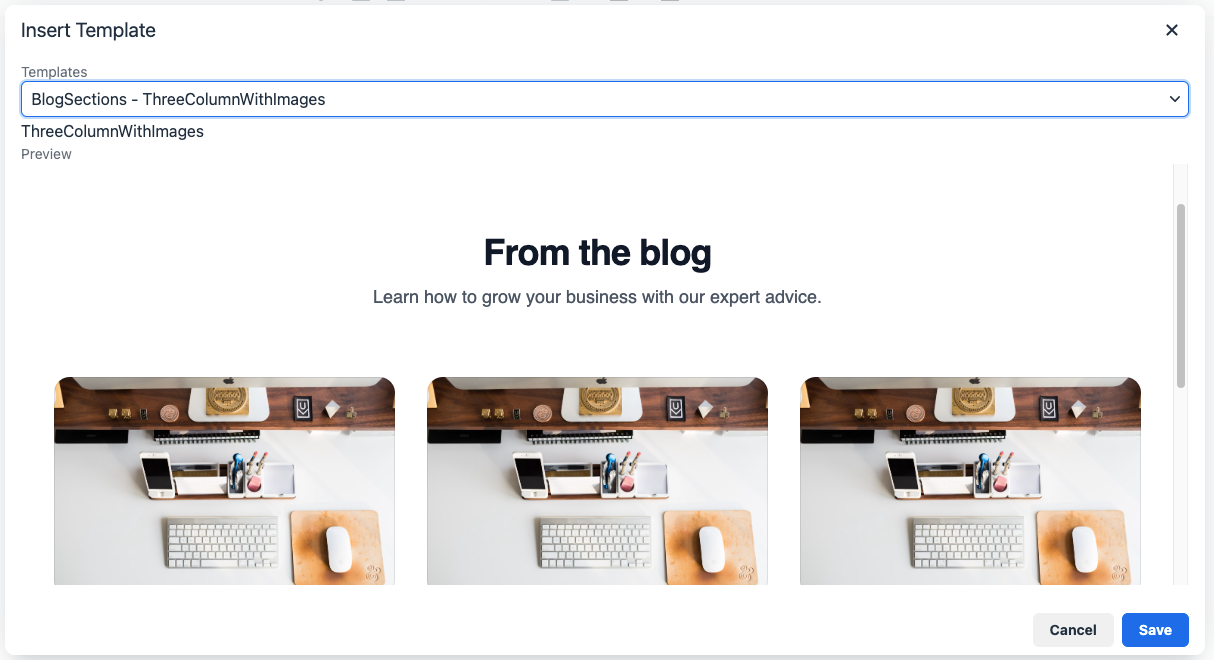 Insert Template
Templates
BlogSections - ThreeColumnWithImages
ThreeColumnWithImages
Preview
From the blog
Learn how to grow your business with our expert advice.
Cancel
Save